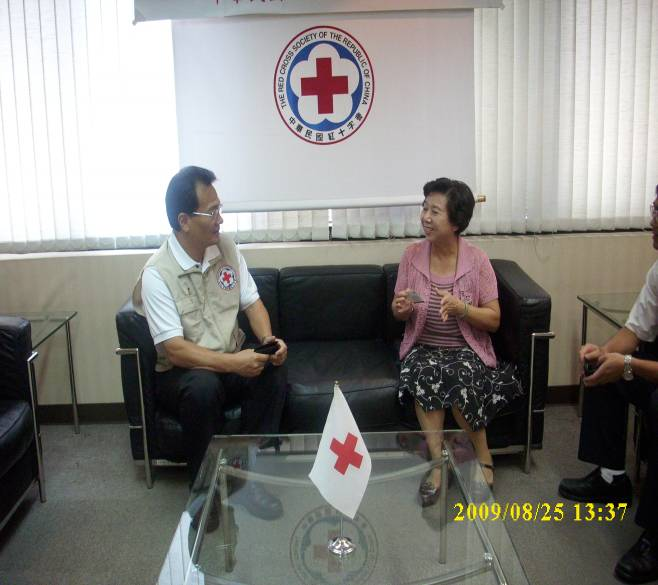 THE RED CROSS SOCIETY OF THE REPUBLIC OF CHINA
中華民國紅十字會
2009/08/25 13:37